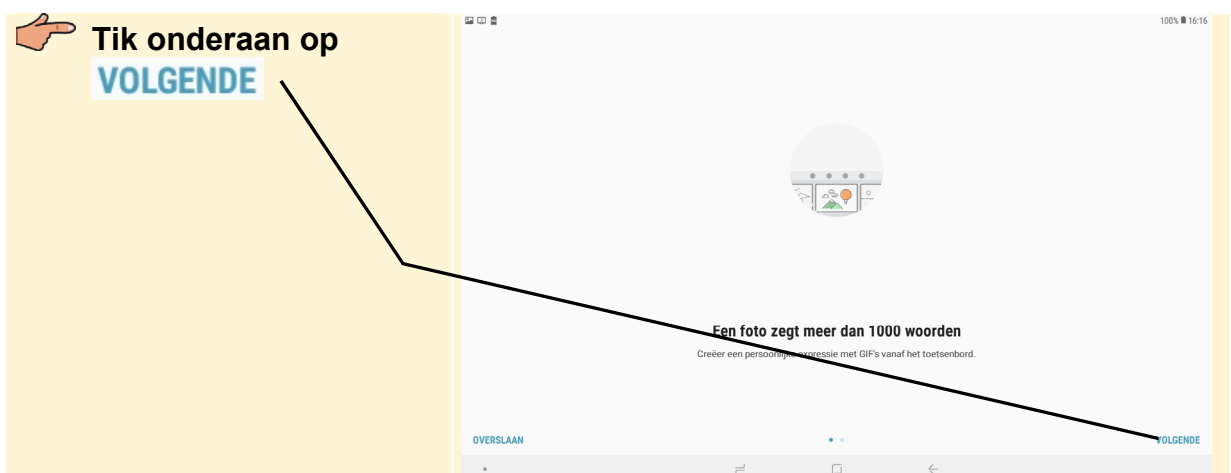 Tik onderaan op
VOLGENDE
100% 16:16
Een foto zegt meer dan 1000 woorden
Creëer een persoonlijke expressie met GIF's vanaf het toetsenbord.
OVERSLAAN
VOLGENDE